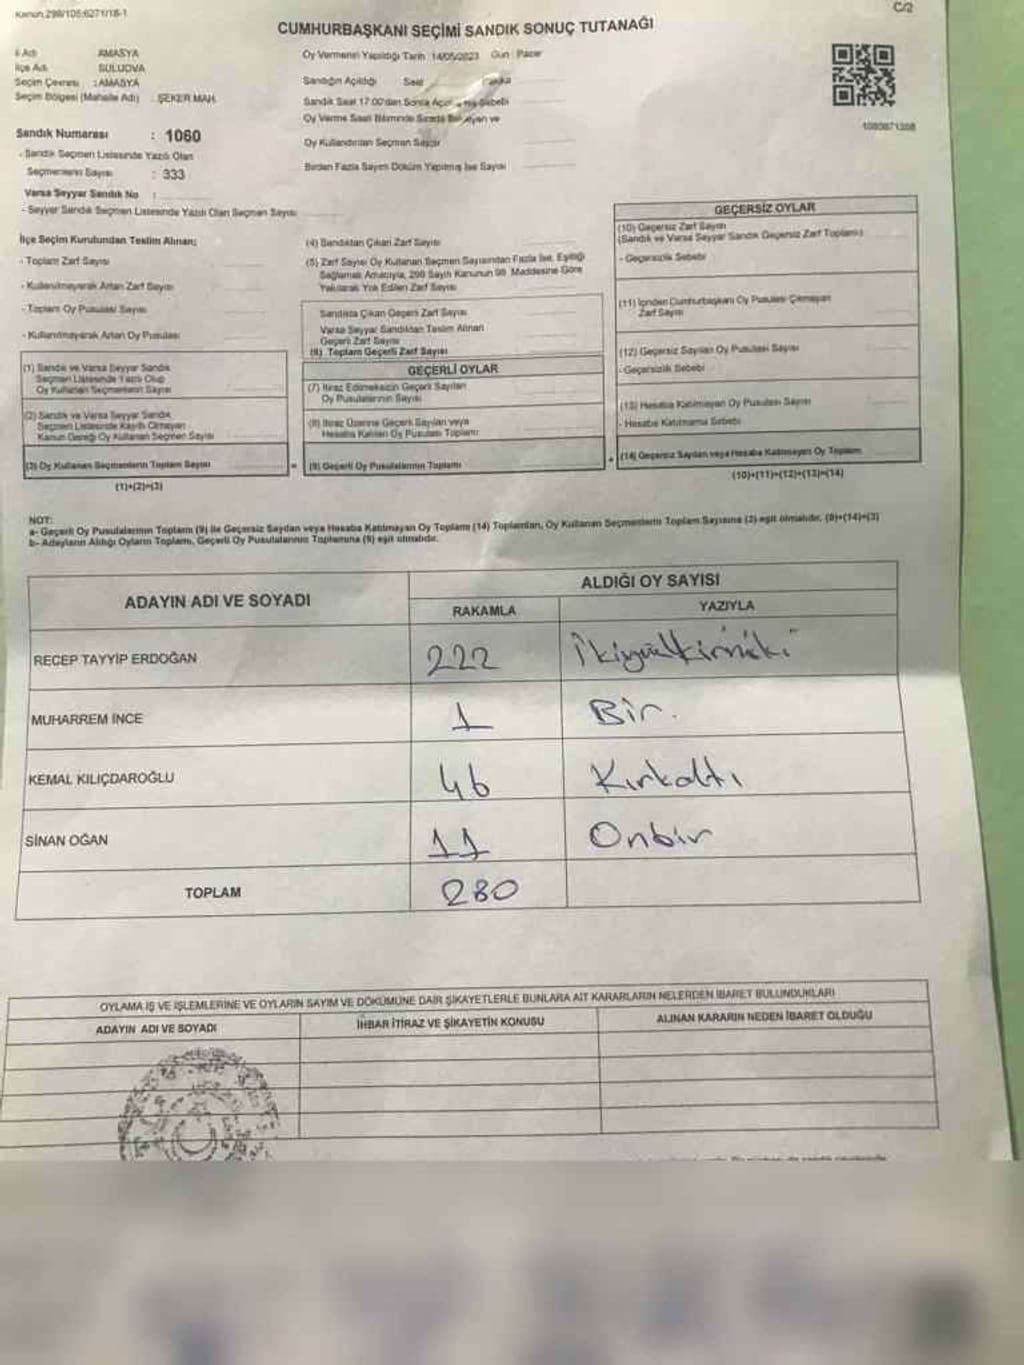 Kanun:298/105;6271/18-1
C/2
CUMHURBAŞKANI SEÇİMİ SANDIK SONUÇ TUTANAĞI
İl Adı AMASYA
İlçe Adı SULUOVA
Seçim Çevresi : AMASYA
Seçim Bölgesi (Mahalle Adı) : ŞEKER MAH.
Sandık Numarası : 1060
- Sandık Seçmen Listesinde Yazılı Olan
Seçmenlerin Sayısı : 333
Varsa Seyyar Sandık No :
- Seyyar Sandık Seçmen Listesinde Yazılı Olan Seçmen Sayısı
Oy Vermenin Yapıldığı Tarih : 14/05/2023 Gün : Pazar
Sandığın Açıldığı Saat
Sandık Saat 17.00'dan Sonra
Oy Verme Saati Bitiminde Sırada Bekleyen ve
Oy Kullandırılan Seçmen Sayısı
Birden Fazla Sayım Döküm Yapılmış İse Sayısı
İlçe Seçim Kurulundan Teslim Alınan;
- Toplam Zarf Sayısı
- Kullanılmayarak Artan Zarf Sayısı
- Toplam Oy Pusulası Sayısı
- Kullanılmayarak Artan Oy Pusulası
(1) Sandık ve Varsa Seyyar Sandık
Seçmen Listesinde Yazılı Olup
Oy Kullanan Seçmenlerin Sayısı
(2) Sandık ve Varsa Seyyar Sandık
Seçmen Listesinde Kayıtlı Olmayan
Kanun Gereği Oy Kullanan Seçmen Sayısı
(3) Oy Kullanan Seçmenlerin Toplam Sayısı
(1)+(2)=(3)
(4) Sandıktan Çıkan Zarf Sayısı
(5) Zarf Sayısı Oy Kullanan Seçmen Sayısından Fazla İse, Eşitliği
Sağlamak Amacıyla, 298 Sayılı Kanunun 98. Maddesine Göre
Yakılarak Yok Edilen Zarf Sayısı
Sandıkta Çıkan Geçerli Zarf Sayısı
Varsa Seyyar Sandıktan Teslim Alınan
Geçerli Zarf Sayısı
(6) Toplam Geçerli Zarf Sayısı
GEÇERLİ OYLAR
(7) İtiraz Edilmeksizin Geçerli Sayılan
Oy Pusulalarının Sayısı
(8) İtiraz Üzerine Geçerli Sayılan veya
Hesaba Katılan Oy Pusulası Toplamı
= (9) Geçerli Oy Pusulalarının Toplamı
GEÇERSİZ OYLAR
(10) Geçersiz Zarf Sayısı
(Sandık ve Varsa Seyyar Sandık Geçersiz Zarf Toplamı)
- Geçersizlik Sebebi
(11) İçinden Cumhurbaşkanı Oy Pusulası Çıkmayan
Zarf Sayısı
(12) Geçersiz Sayılan Oy Pusulası Sayısı
- Geçersizlik Sebebi
(13) Hesaba Katılmayan Oy Pusulası Sayısı
- Hesaba Katılmama Sebebi
+ (14) Geçersiz Sayılan veya Hesaba Katılmayan Oy Toplamı
(10)+(11)+(12)+(13)=(14)
NOT:
a- Geçerli Oy Pusulalarının Toplamı (9) ile Geçersiz Sayılan veya Hesaba Katılmayan Oy Toplamı (14) Toplamları, Oy Kullanan Seçmenlerin Toplam Sayısına (3) eşit olmalıdır. (9)+(14)=(3)
b- Adayların Aldığı Oyların Toplamı, Geçerli Oy Pusulalarının Toplamına (9) eşit olmalıdır.
ADAYIN ADI VE SOYADI ALDIĞI OY SAYISI
RAKAMLA YAZIYLA
RECEP TAYYİP ERDOĞAN 222 İkiyüzyirmiiki
MUHARREM İNCE 1 Bir.
KEMAL KILIÇDAROĞLU 46 Kırkaltı
SİNAN OĞAN 11 Onbir
TOPLAM 280
OYLAMA İŞ VE İŞLEMLERİNE VE OYLARIN SAYIM VE DÖKÜMÜNE DAİR ŞİKAYETLERLE BUNLARA AİT KARARLARIN NELERDEN İBARET BULUNDUKLARI
ADAYIN ADI VE SOYADI İHBAR İTİRAZ VE ŞİKAYETİN KONUSU ALINAN KARARIN NEDEN İBARET OLDUĞU